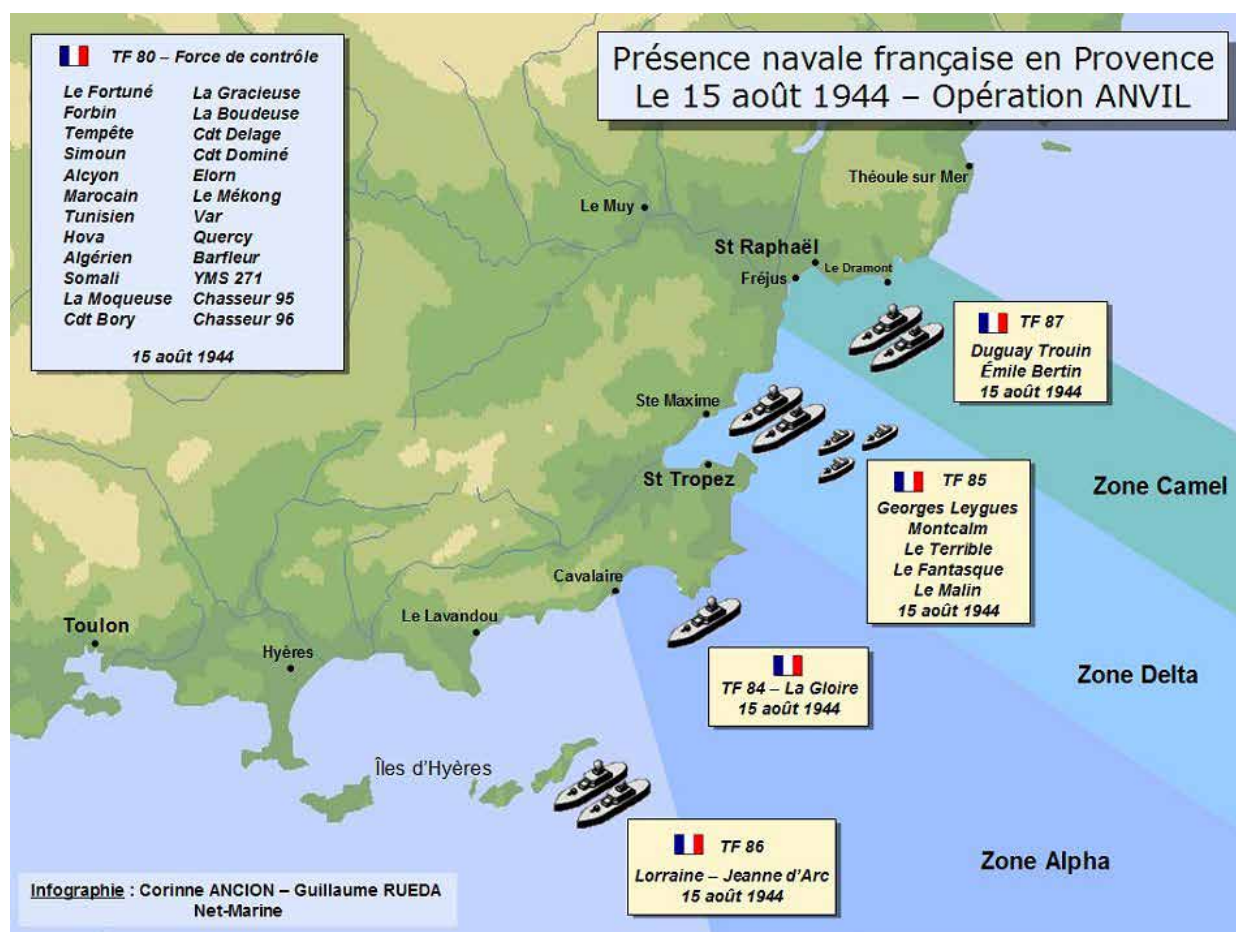 TF 80 – Force de contrôle
Le Fortuné
Forbin
Tempête
Simoun
Alcyon
Marocain
Tunisien
Hova
Algérien
Somali
La Moqueuse
Cdt Bory
La Gracieuse
La Boudeuse
Cdt Delage
Cdt Dominé
Elorn
Le Mékong
Var
Quercy
Barfleur
YMS 271
Chasseur 95
Chasseur 96
15 août 1944
Présence navale française en Provence
Le 15 août 1944 – Opération ANVIL
Théoule sur Mer
Le Muy
St Raphaël
Le Dramont
Fréjus
TF 87
Duguay Trouin
Émile Bertin
15 août 1944
Ste Maxime
St Tropez
TF 85
Georges Leygues
Montcalm
Le Terrible
Le Fantasque
Le Malin
15 août 1944
Zone Camel
Cavalaire
Le Lavandou
Toulon
Hyères
TF 84 – La Gloire
15 août 1944
Zone Delta
Îles d'Hyères
TF 86
Lorraine – Jeanne d'Arc
15 août 1944
Zone Alpha
Infographie : Corinne ANCION – Guillaume RUEDA
Net-Marine